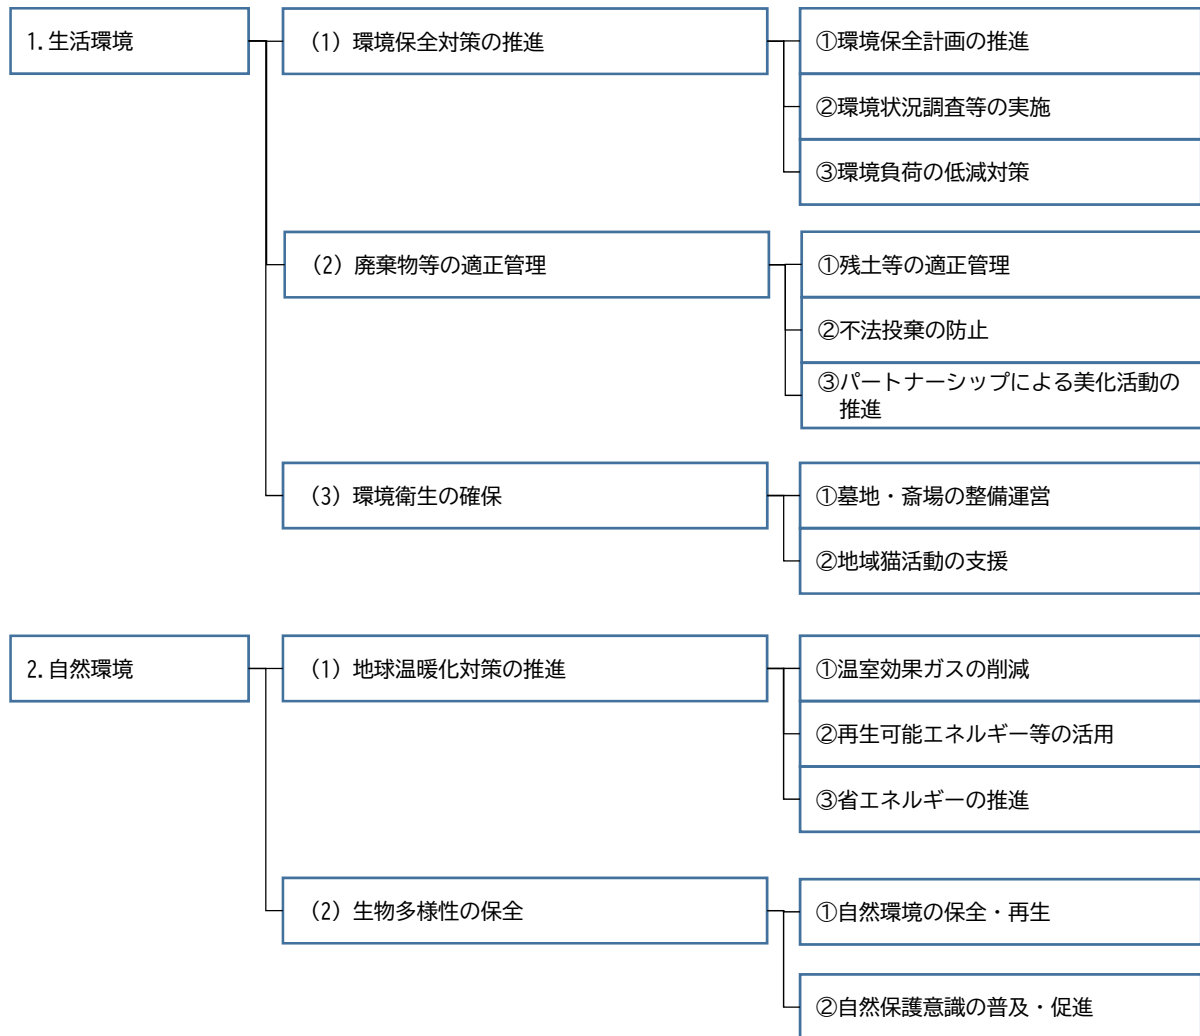 1.生活環境
(1) 環境保全対策の推進
①環境保全計画の推進
②環境状況調査等の実施
③環境負荷の低減対策
(2) 廃棄物等の適正管理
①残土等の適正管理
②不法投棄の防止
③パートナーシップによる美化活動の
推進
(3) 環境衛生の確保
①墓地・斎場の整備運営
②地域猫活動の支援
2.自然環境
(1) 地球温暖化対策の推進
①温室効果ガスの削減
②再生可能エネルギー等の活用
③省エネルギーの推進
(2) 生物多様性の保全
①自然環境の保全・再生
②自然保護意識の普及・促進